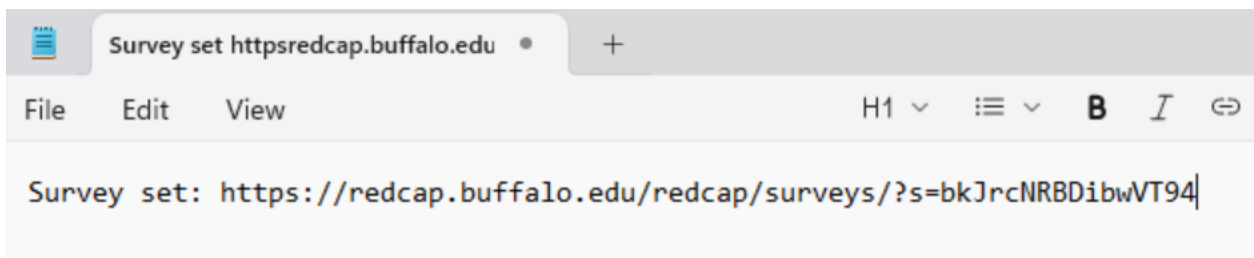 Survey set httpsredcap.buffalo.edu
File Edit View H1 B I
Survey set: https://redcap.buffalo.edu/redcap/surveys/?s=bkJrcNRBDibwVT94